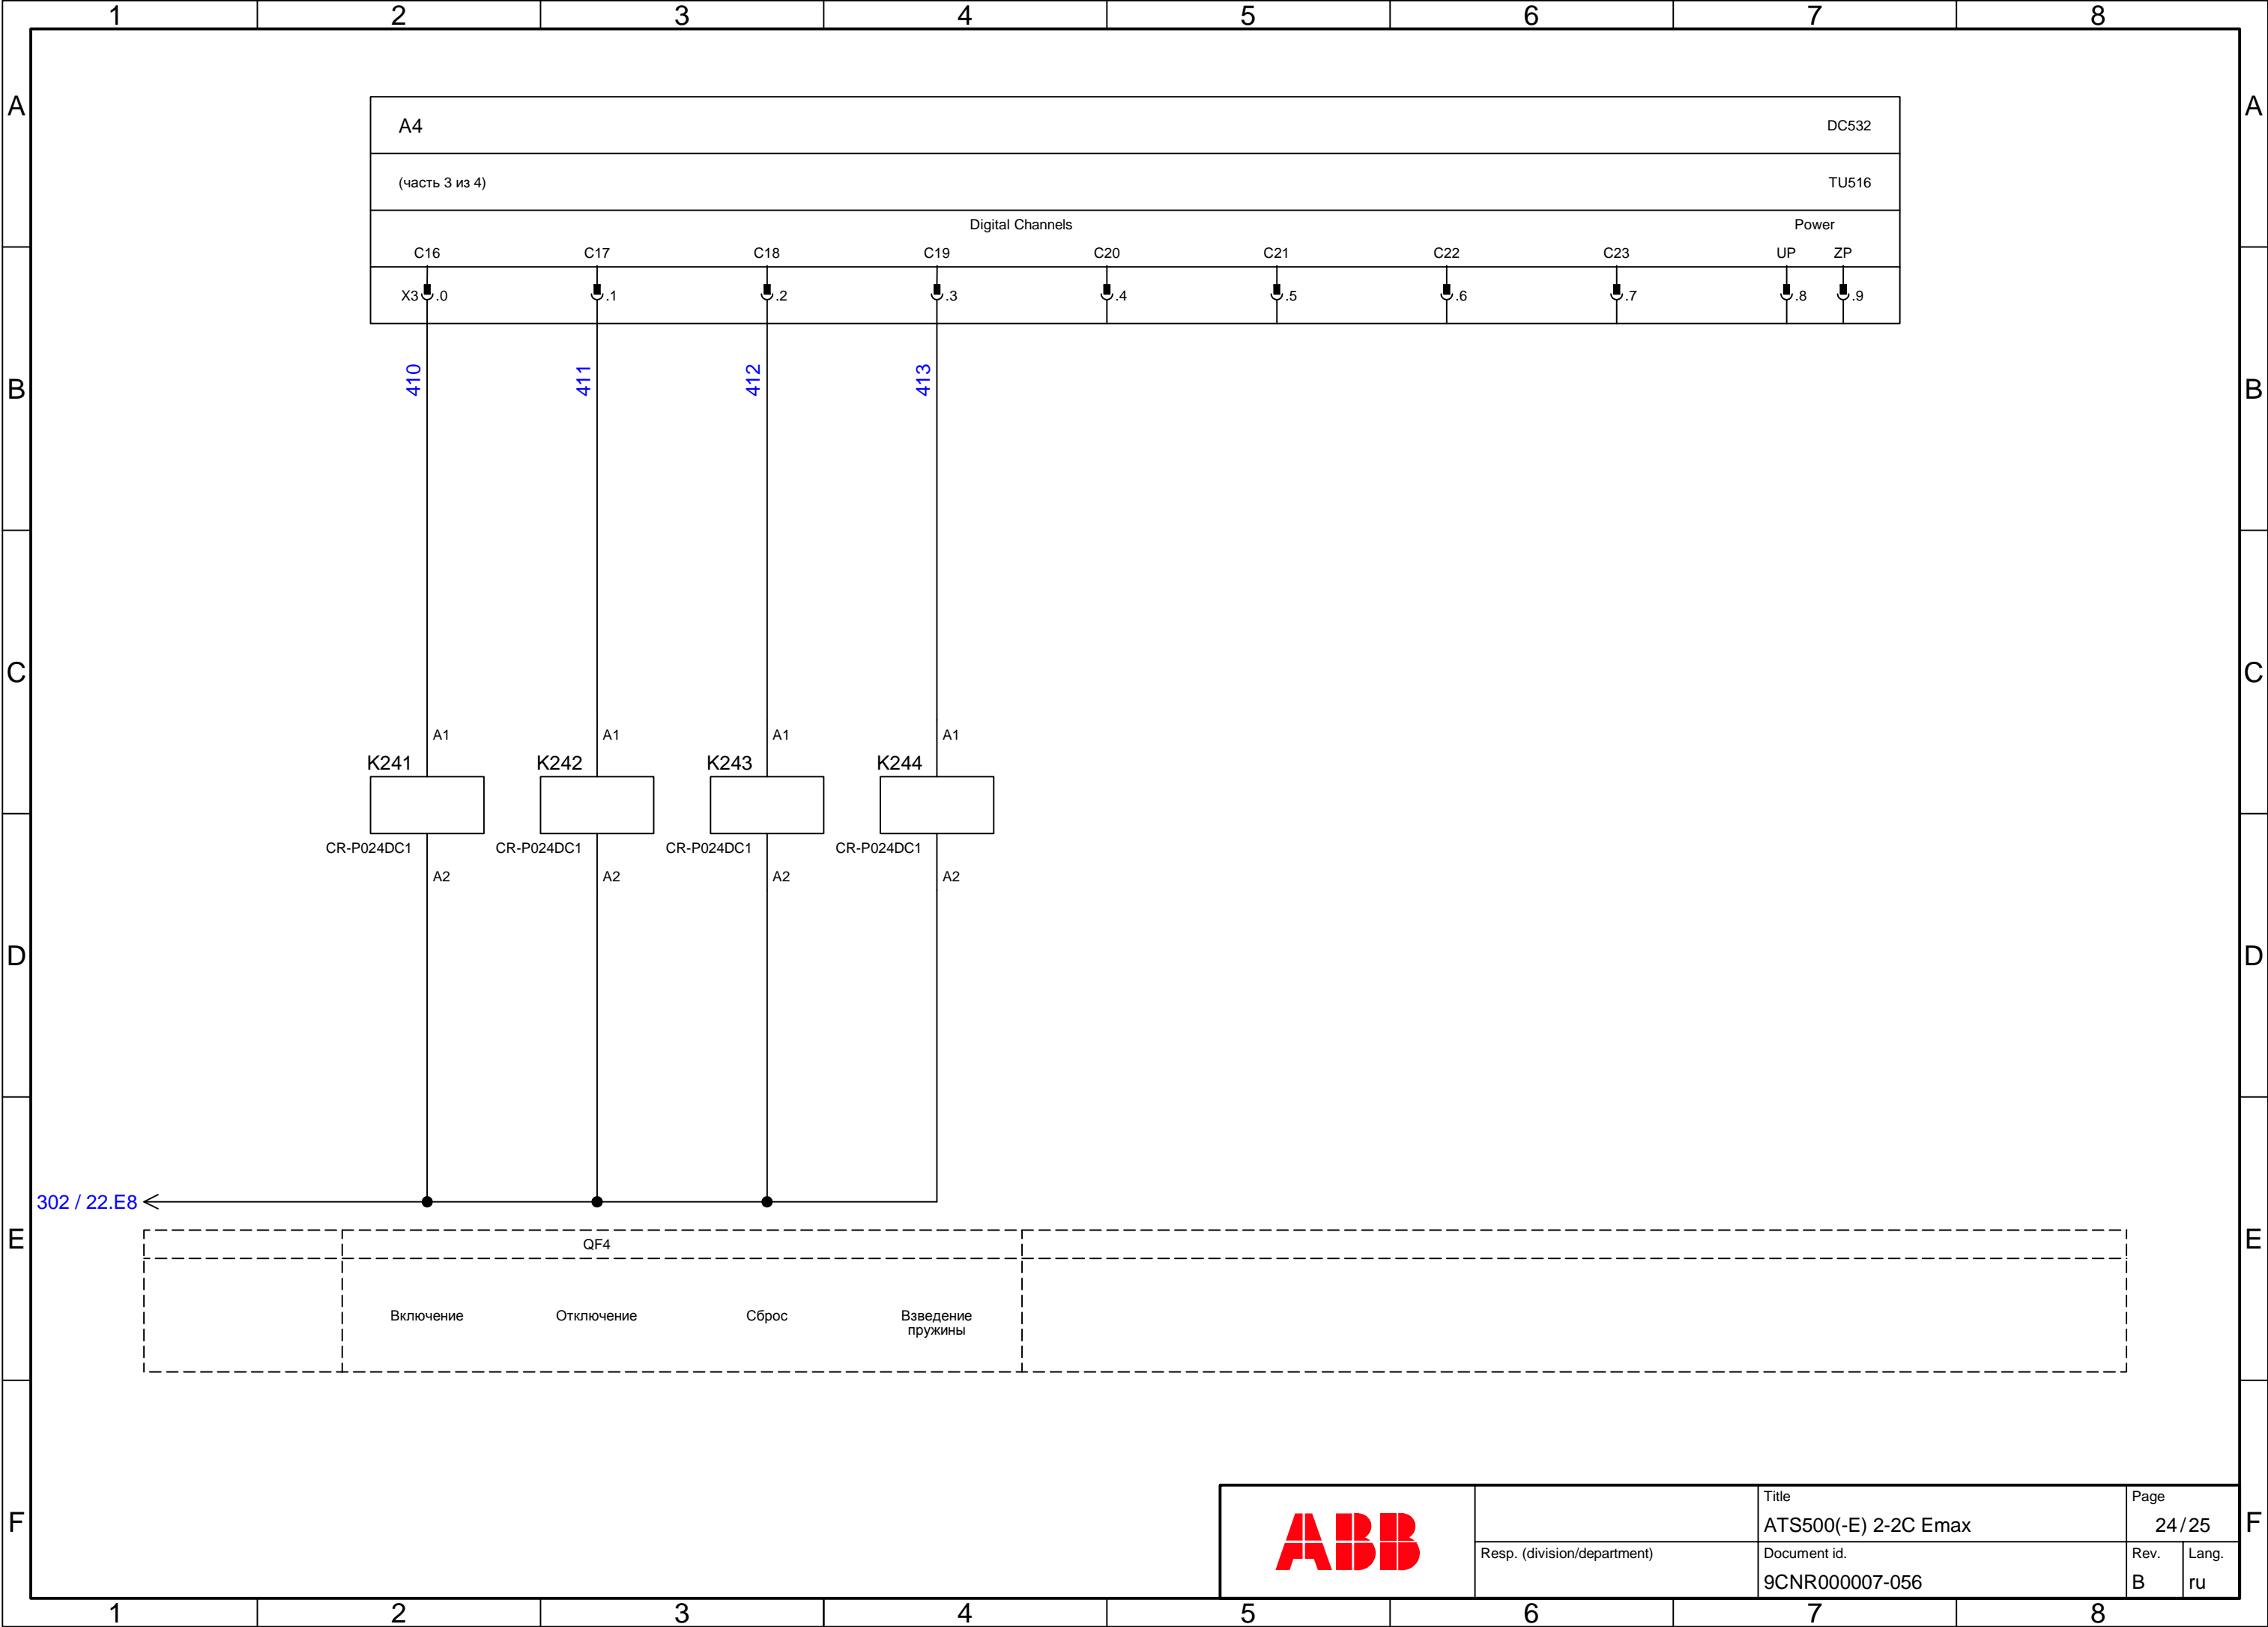 1 2 3 4 5 6 7 8
A A
A4 DC532
(часть 3 из 4) TU516
Digital Channels Power
C16 C17 C18 C19 C20 C21 C22 C23 UP ZP
X3 .0 .1 .2 .3 .4 .5 .6 .7 .8 .9
410 411 412 413
B B
C C
A1 A1 A1 A1
K241 K242 K243 K244
CR-P024DC1 CR-P024DC1 CR-P024DC1 CR-P024DC1
A2 A2 A2 A2
D D
302 / 22.E8
E E
QF4
Включение Отключение Сброс Взведение
пружины
F F
ABB
Title
ATS500(-E) 2-2C Emax
Page
24/25
Resp. (division/department)
Document id.
9CNR000007-056
Rev.
B
Lang.
ru
1 2 3 4 5 6 7 8